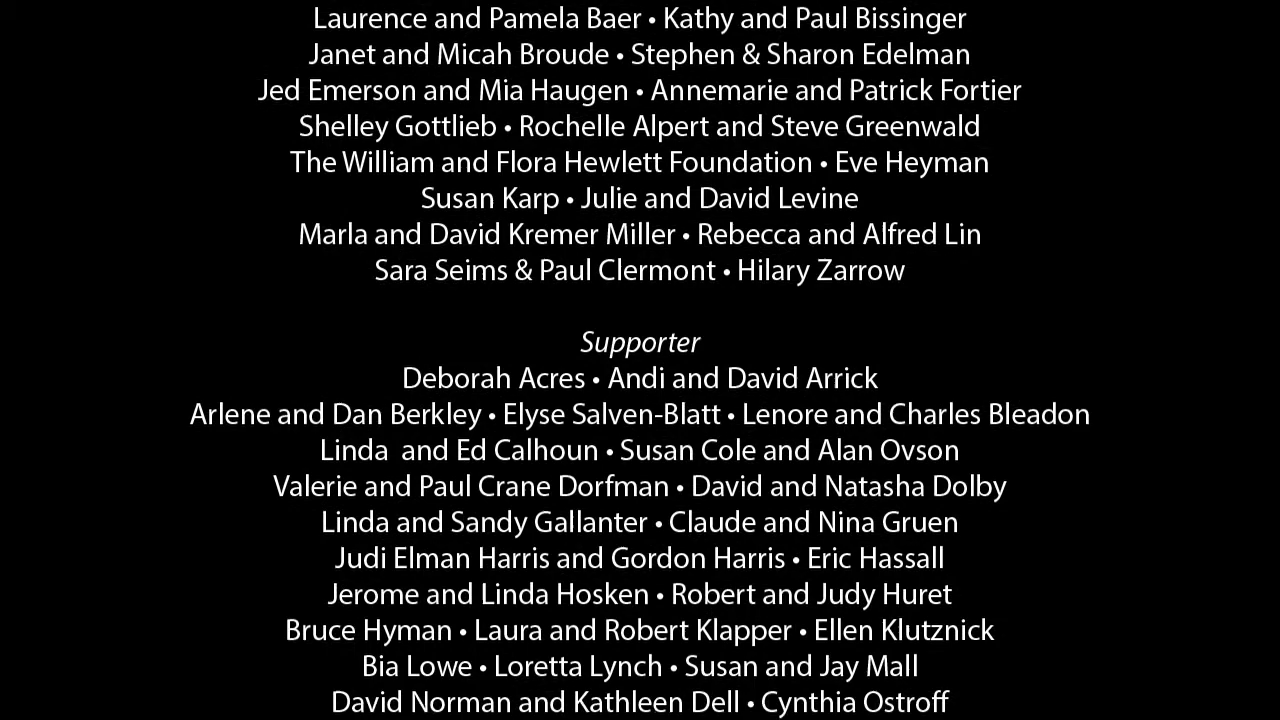 Laurence and Pamela Baer • Kathy and Paul Bissinger
Janet and Micah Broude • Stephen & Sharon Edelman
Jed Emerson and Mia Haugen • Annemarie and Patrick Fortier
Shelley Gottlieb • Rochelle Alpert and Steve Greenwald
The William and Flora Hewlett Foundation • Eve Heyman
Susan Karp • Julie and David Levine
Marla and David Kremer Miller • Rebecca and Alfred Lin
Sara Seims & Paul Clermont • Hilary Zarrow
Supporter
Deborah Acres • Andi and David Arrick
Arlene and Dan Berkley • Elyse Salven-Blatt • Lenore and Charles Bleadon
Linda  and Ed Calhoun • Susan Cole and Alan Ovson
Valerie and Paul Crane Dorfman • David and Natasha Dolby
Linda and Sandy Gallanter • Claude and Nina Gruen
Judi Elman Harris and Gordon Harris • Eric Hassall
Jerome and Linda Hosken • Robert and Judy Huret
Bruce Hyman • Laura and Robert Klapper • Ellen Klutznick
Bia Lowe • Loretta Lynch • Susan and Jay Mall
David Norman and Kathleen Dell • Cynthia Ostroff